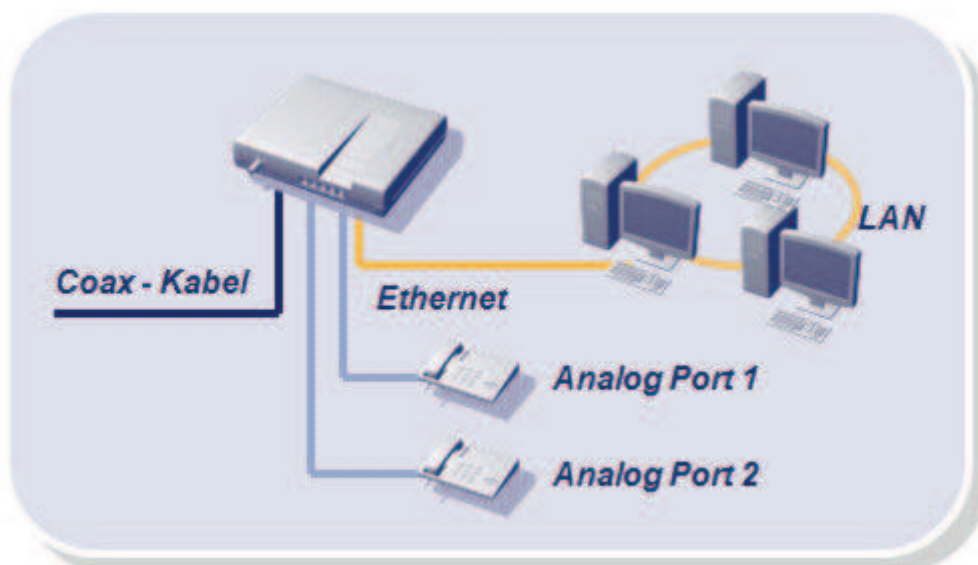 LAN
Coax - Kabel
Ethernet
Analog Port 1
Analog Port 2